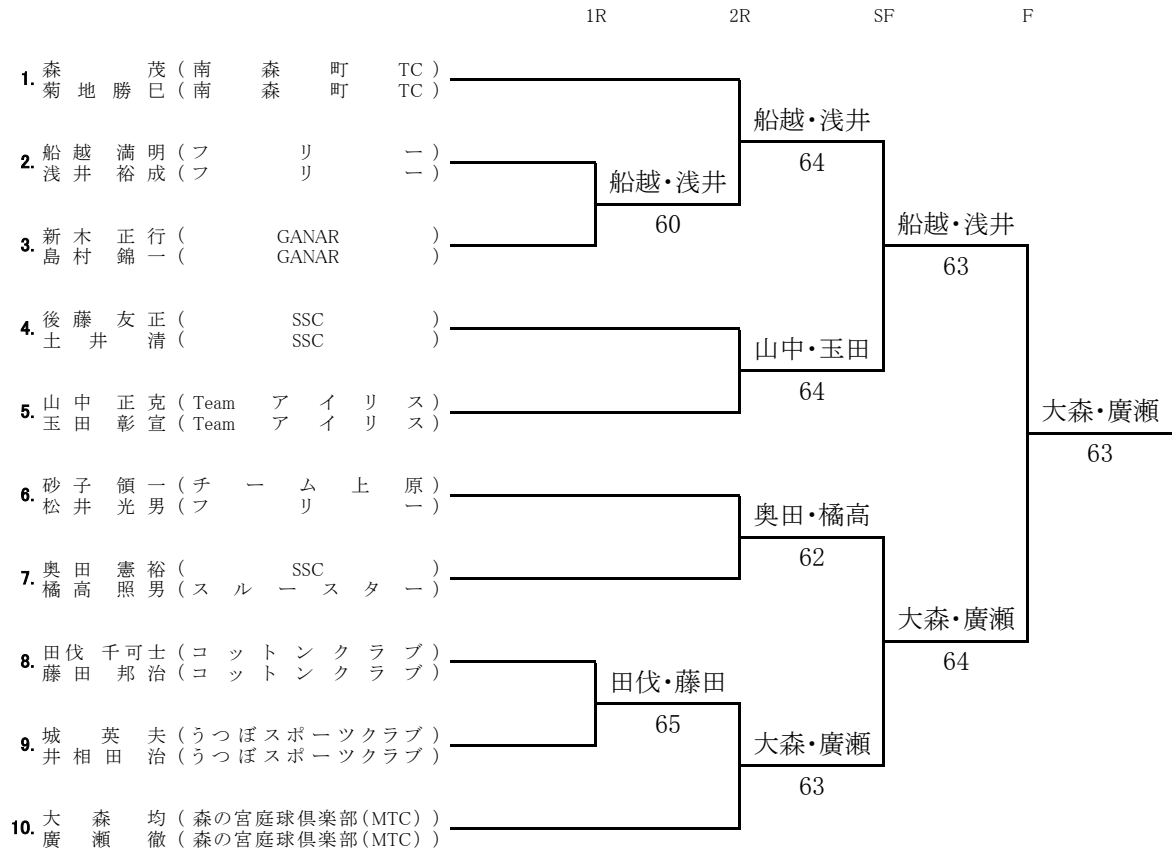 1R 2R SF F
1. 森 茂 ( 南 森 町 TC )
菊 地 勝 巳 ( 南 森 町 TC )
船越・浅井
64
2. 船 越 満 明 ( フ リ ー )
浅 井 裕 成 ( フ リ ー )
船越・浅井
60
3. 新 木 正 行 ( GANAR )
島 村 錦 一 ( GANAR )
船越・浅井
63
4. 後 藤 友 正 ( SSC )
土 井 清 ( SSC )
山中・玉田
64
5. 山 中 正 克 ( Team ア イ リ ス )
玉 田 彰 宣 ( Team ア イ リ ス )
大森・廣瀬
63
6. 砂 子 領 一 ( チ ー ム 上 原 )
松 井 光 男 ( フ リ ー )
奥田・橘高
62
7. 奥 田 憲 裕 ( SSC )
橘 高 照 男 ( ス ル ー ス タ ー )
大森・廣瀬
64
8. 田伐 千可士 ( コ ッ ト ン ク ラ ブ )
藤 田 邦 治 ( コ ッ ト ン ク ラ ブ )
田伐・藤田
65
9. 城 英 夫 ( うつぼスポーツクラブ )
井 相 田 治 ( うつぼスポーツクラブ )
大森・廣瀬
63
10. 大 森 均 ( 森の宮庭球倶楽部(MTC) )
廣 瀬 徹 ( 森の宮庭球倶楽部(MTC) )